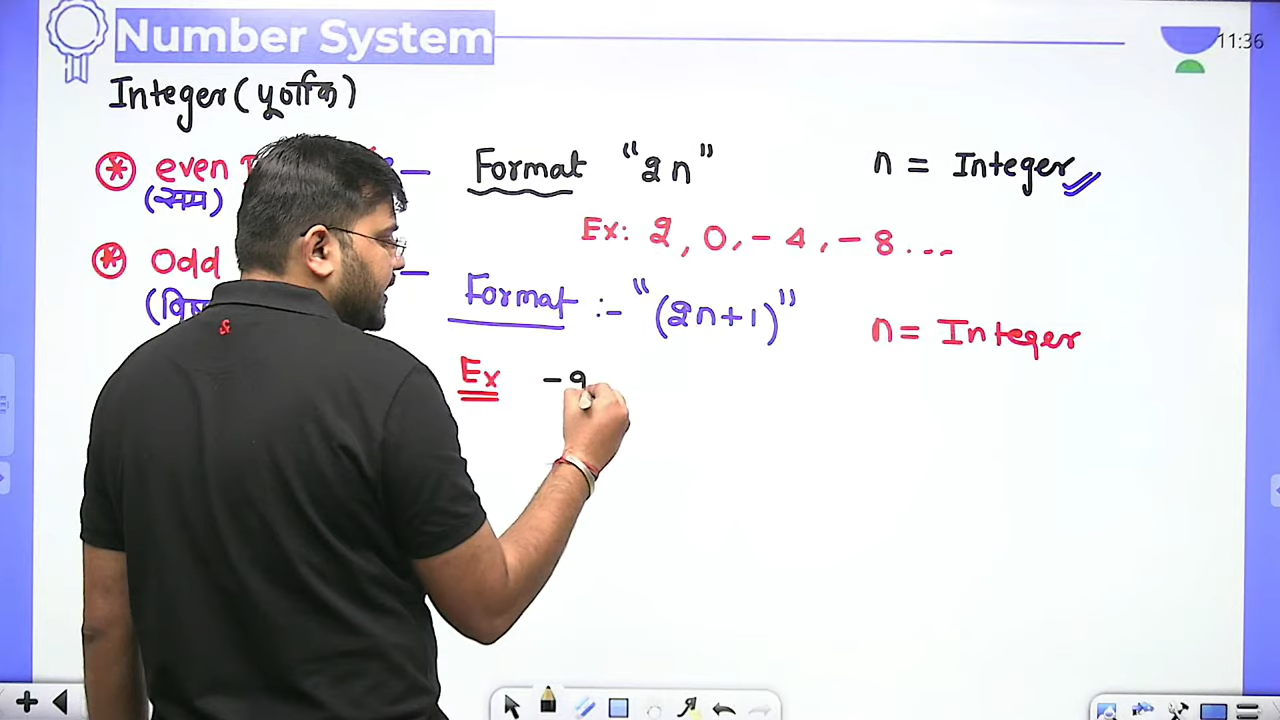 Number System
11:36
Integer (पूर्णांक)
even
Format "2n" n = Integer
(सम)
Ex: 2, 0, -4, -8...
Odd
Format :- "(2n+1)" n = Integer
Ex -9